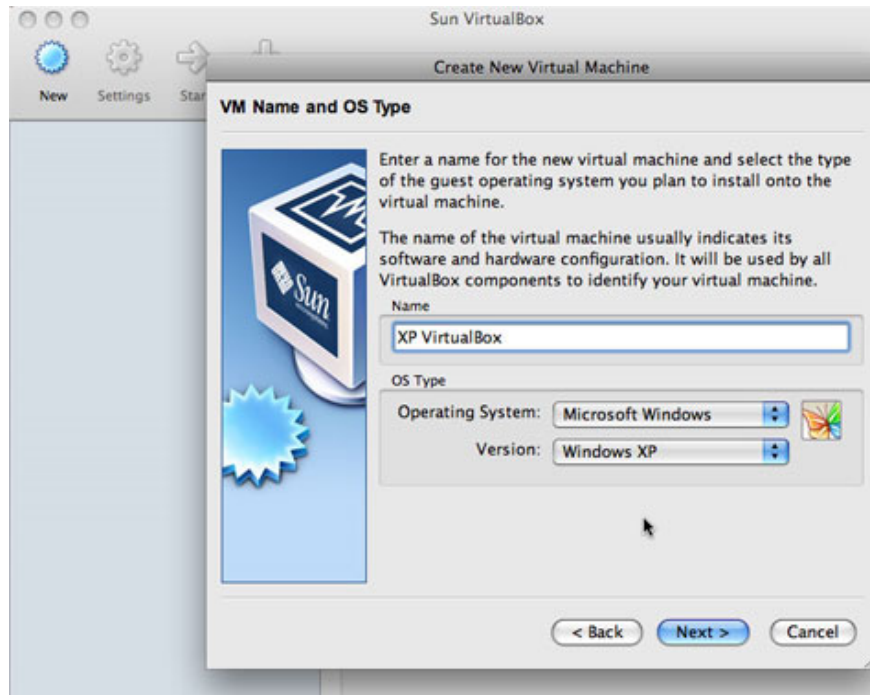 Sun VirtualBox
New
Settings
Star
Create New Virtual Machine
VM Name and OS Type
Enter a name for the new virtual machine and select the type
of the guest operating system you plan to install onto the
virtual machine.
The name of the virtual machine usually indicates its
software and hardware configuration. It will be used by all
VirtualBox components to identify your virtual machine.
Sun
Name
XP VirtualBox
OS Type
Operating System:
Microsoft Windows
Version:
Windows XP
< Back
Next >
Cancel